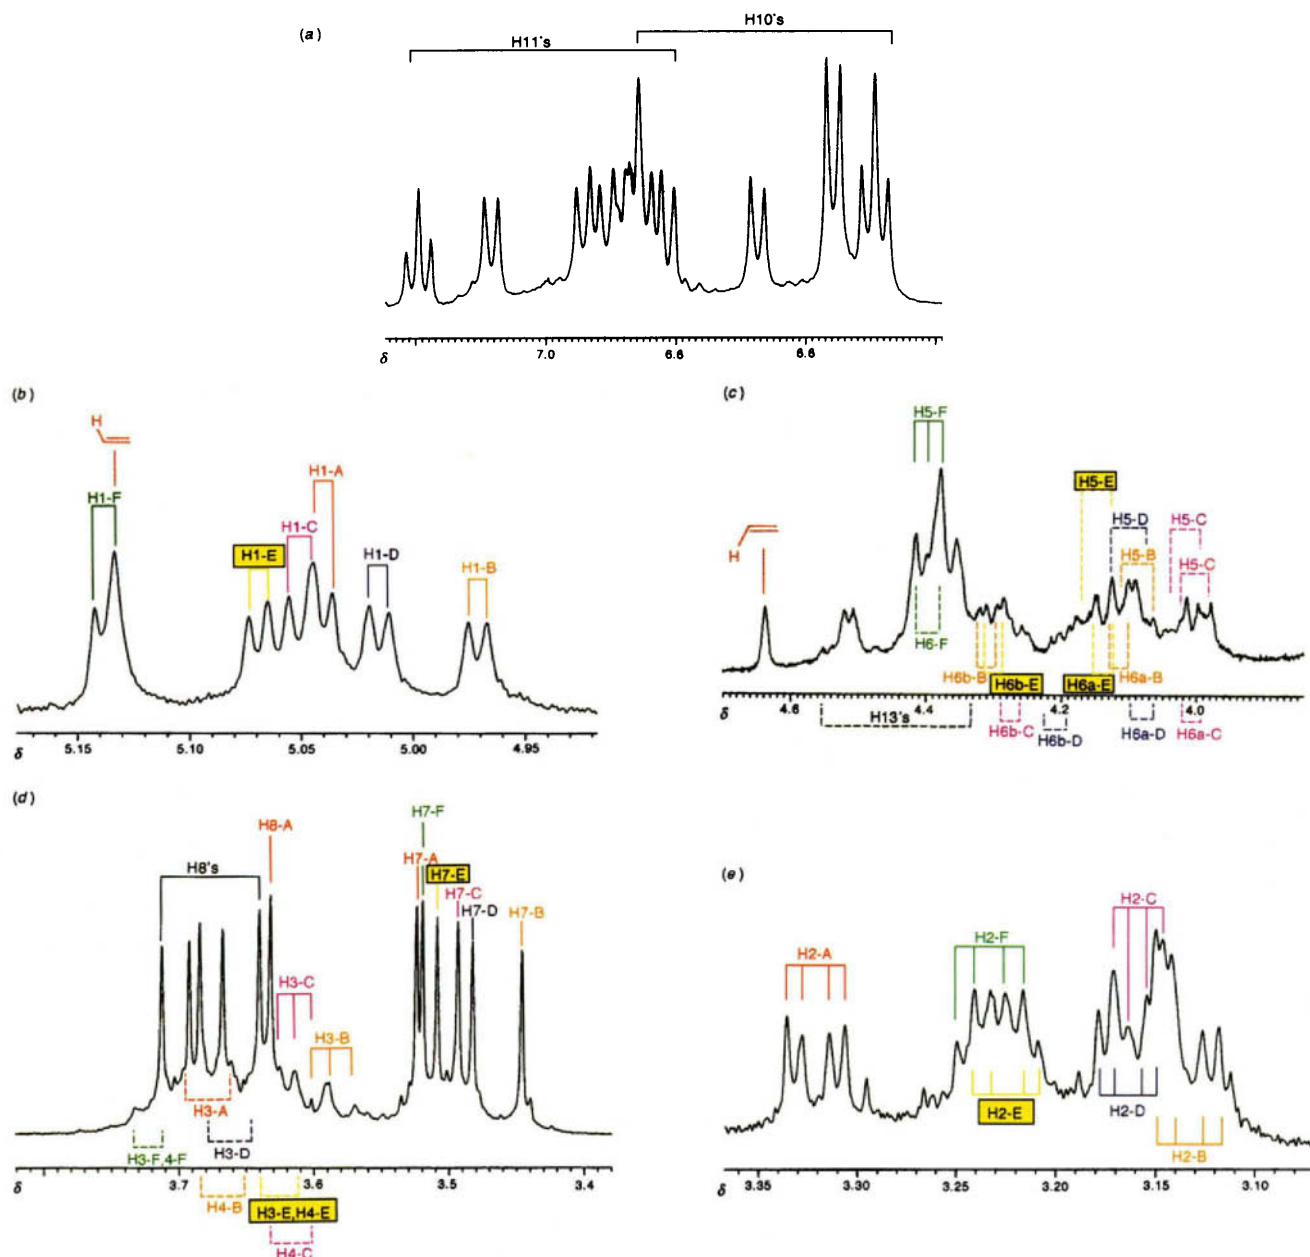 (a)
H10's
H11's
δ
7.0
6.6
6.6
(b)
H
H1-F
H1-E
H1-C
H1-A
H1-D
H1-B
δ
5.15
5.10
5.05
5.00
4.95
(c)
H5-F
H
H5-E
H5-D
H5-C
H5-B
H5-C
H6-F
H6b-B
H6b-E
H6a-E
H6a-B
δ
4.6
4.4
4.2
4.0
H13's
H6b-C
H6b-D
H6a-D
H6a-C
(d)
H7-F
H8-A
H7-A
H8's
H7-E
H7-C
H7-D
H7-B
H3-C
H3-B
H3-A
H3-D
H3-F,4-F
δ
3.7
3.6
3.5
3.4
H4-B
H3-E,H4-E
H4-C
(e)
H2-C
H2-F
H2-A
H2-E
H2-D
H2-B
δ
3.35
3.30
3.25
3.20
3.15
3.10